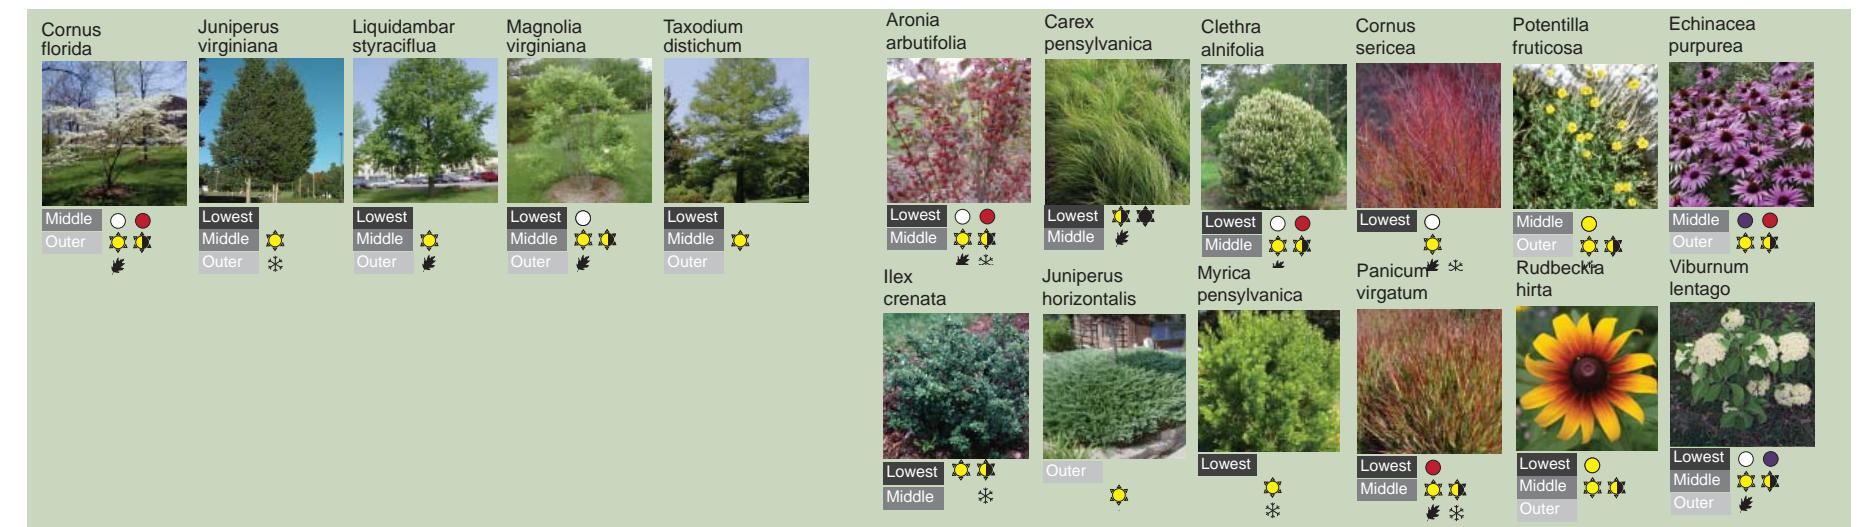 Cornus
florida
Middle
Outer
Juniperus
virginiana
Lowest
Middle
Outer
Liquidambar
styraciflua
Lowest
Middle
Outer
Magnolia
virginiana
Lowest
Middle
Outer
Taxodium
distichum
Lowest
Middle
Outer
Aronia
arbutifolia
Lowest
Middle
Carex
pensylvanica
Lowest
Middle
Clethra
alnifolia
Lowest
Middle
Cornus
sericea
Lowest
Potentilla
fruticosa
Middle
Outer
Echinacea
purpurea
Middle
Outer
Ilex
crenata
Lowest
Middle
Juniperus
horizontalis
Outer
Myrica
pensylvanica
Lowest
Panicum
virgatum
Lowest
Middle
Rudbeckia
hirta
Lowest
Middle
Outer
Viburnum
lentago
Lowest
Middle
Outer